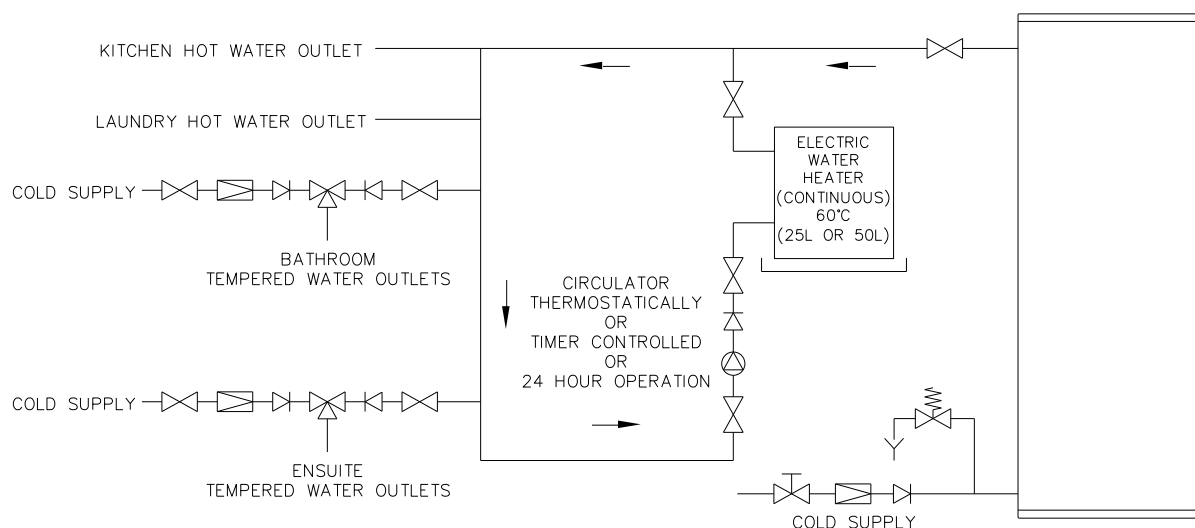 KITCHEN HOT WATER OUTLET
LAUNDRY HOT WATER OUTLET
ELECTRIC
WATER
HEATER
(CONTINUOUS)
60°C
(25L OR 50L)
COLD SUPPLY
BATHROOM
TEMPERED WATER OUTLETS
CIRCULATOR
THERMOSTATICALLY
OR
TIMER CONTROLLED
OR
24 HOUR OPERATION
COLD SUPPLY
ENSUITE
TEMPERED WATER OUTLETS
COLD SUPPLY